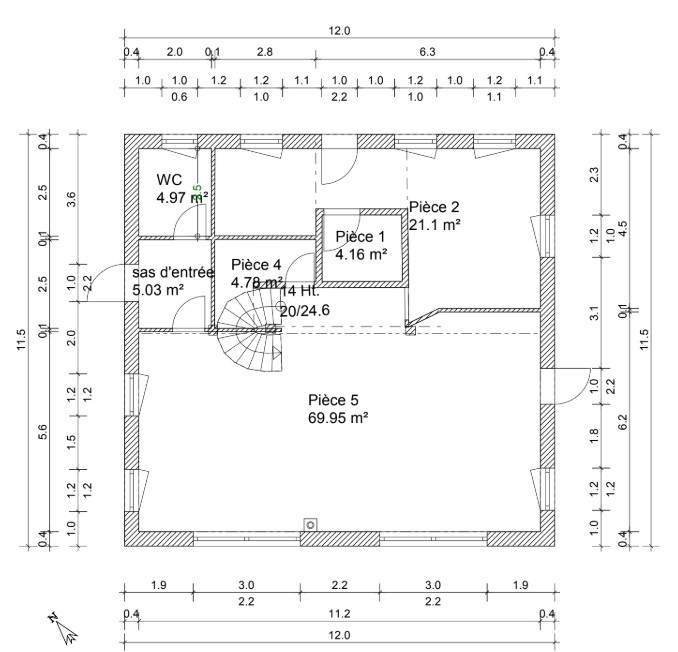 12.0
0.4 2.0 0.1 2.8 6.3 0.4
1.0 1.0 1.2 1.2 1.1 1.0 1.0 1.2 1.0 1.2 1.1
0.6 1.0 2.2 1.0 1.1
0.4
2.5
0.1
2.5
0.1
5.6
0.4
11.5
3.6
1.0
2.2
2.0
1.2
1.2
1.5
1.2
1.2
1.0
WC
4.97 m²
Pièce 2
21.1 m²
Pièce 1
4.16 m²
sas d'entrée
5.03 m²
Pièce 4
4.78 m²
14 Ht.
20/24.6
Pièce 5
69.95 m²
2.3
1.2
1.0
3.1
1.0
2.2
1.8
1.2
1.2
1.0
0.4
4.5
0.1
6.2
0.4
11.5
1.9 3.0 2.2 3.0 1.9
2.2 2.2
0.4 11.2 0.4
12.0
N